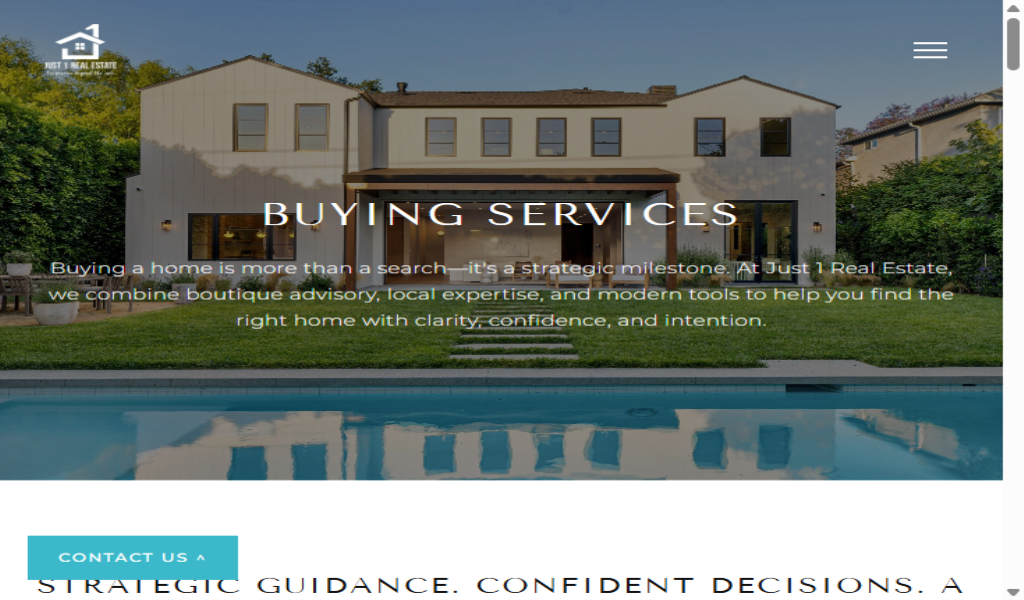 JUST 1 REAL ESTATE
BUYING SERVICES
Buying a home is more than a search—it's a strategic milestone. At Just 1 Real Estate,
we combine boutique advisory, local expertise, and modern tools to help you find the
right home with clarity, confidence, and intention.
CONTACT US ^
STRATEGIC GUIDANCE. CONFIDENT DECISIONS. A